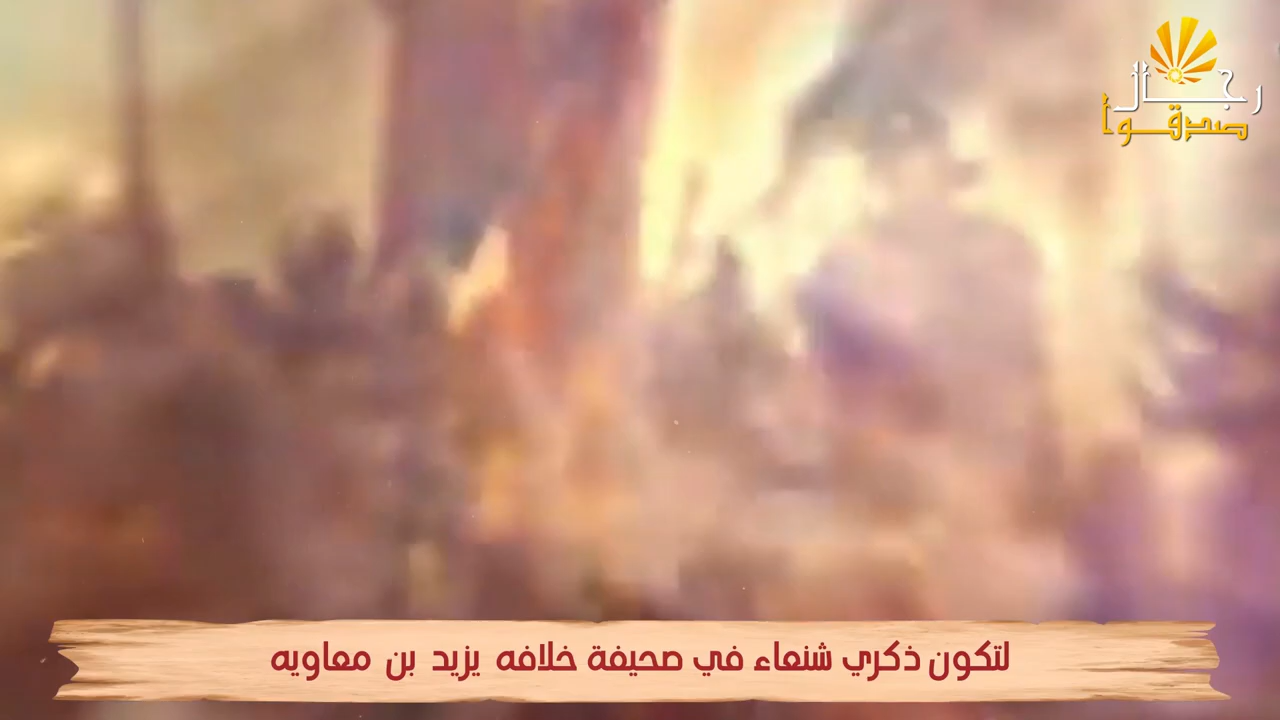 رجال
صدقوا
لتكون ذكري شنعاء في صحيفة خلافه يزيد بن معاويه